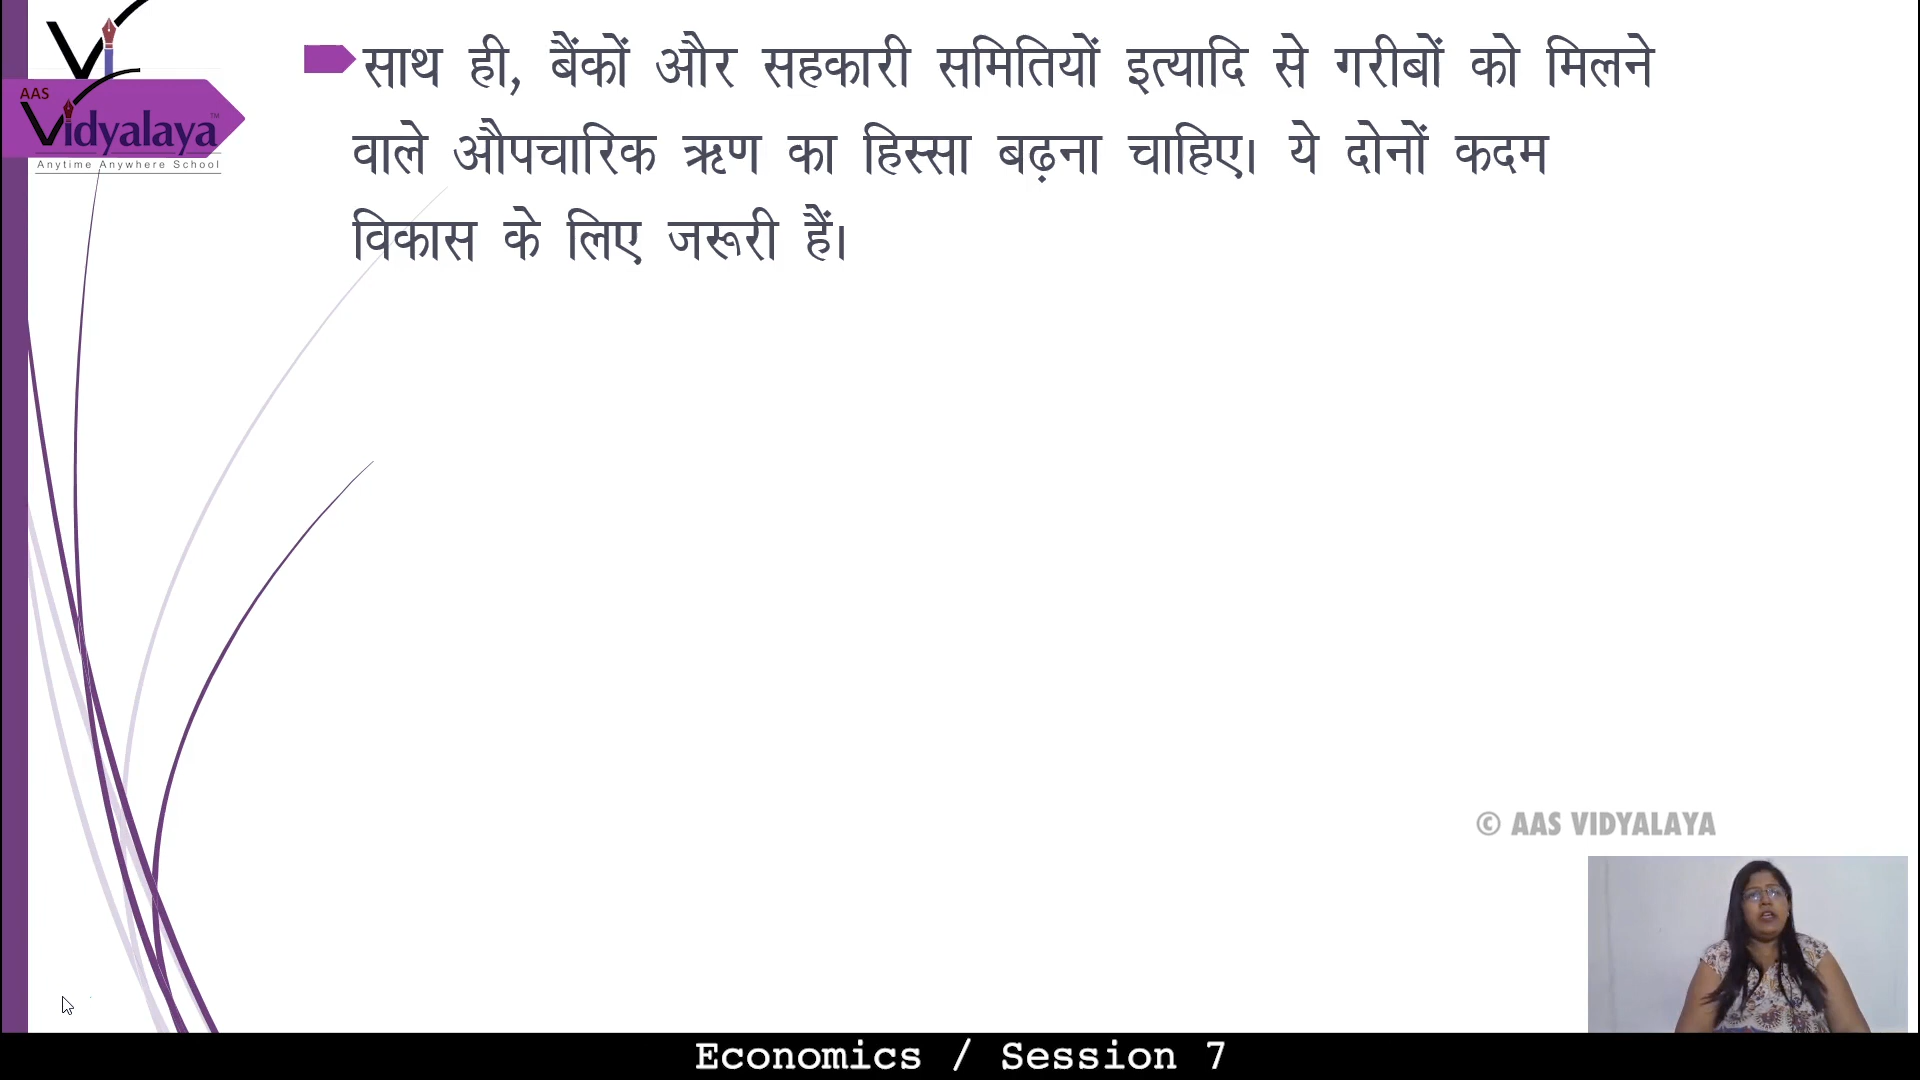 AAS
Vidyalaya™
Anytime Anywhere School
साथ ही, बैंकों और सहकारी समितियों इत्यादि से गरीबों को मिलने
वाले औपचारिक ऋण का हिस्सा बढ़ना चाहिए। ये दोनों कदम
विकास के लिए जरूरी हैं।
© AAS VIDYALAYA
Economics / Session 7